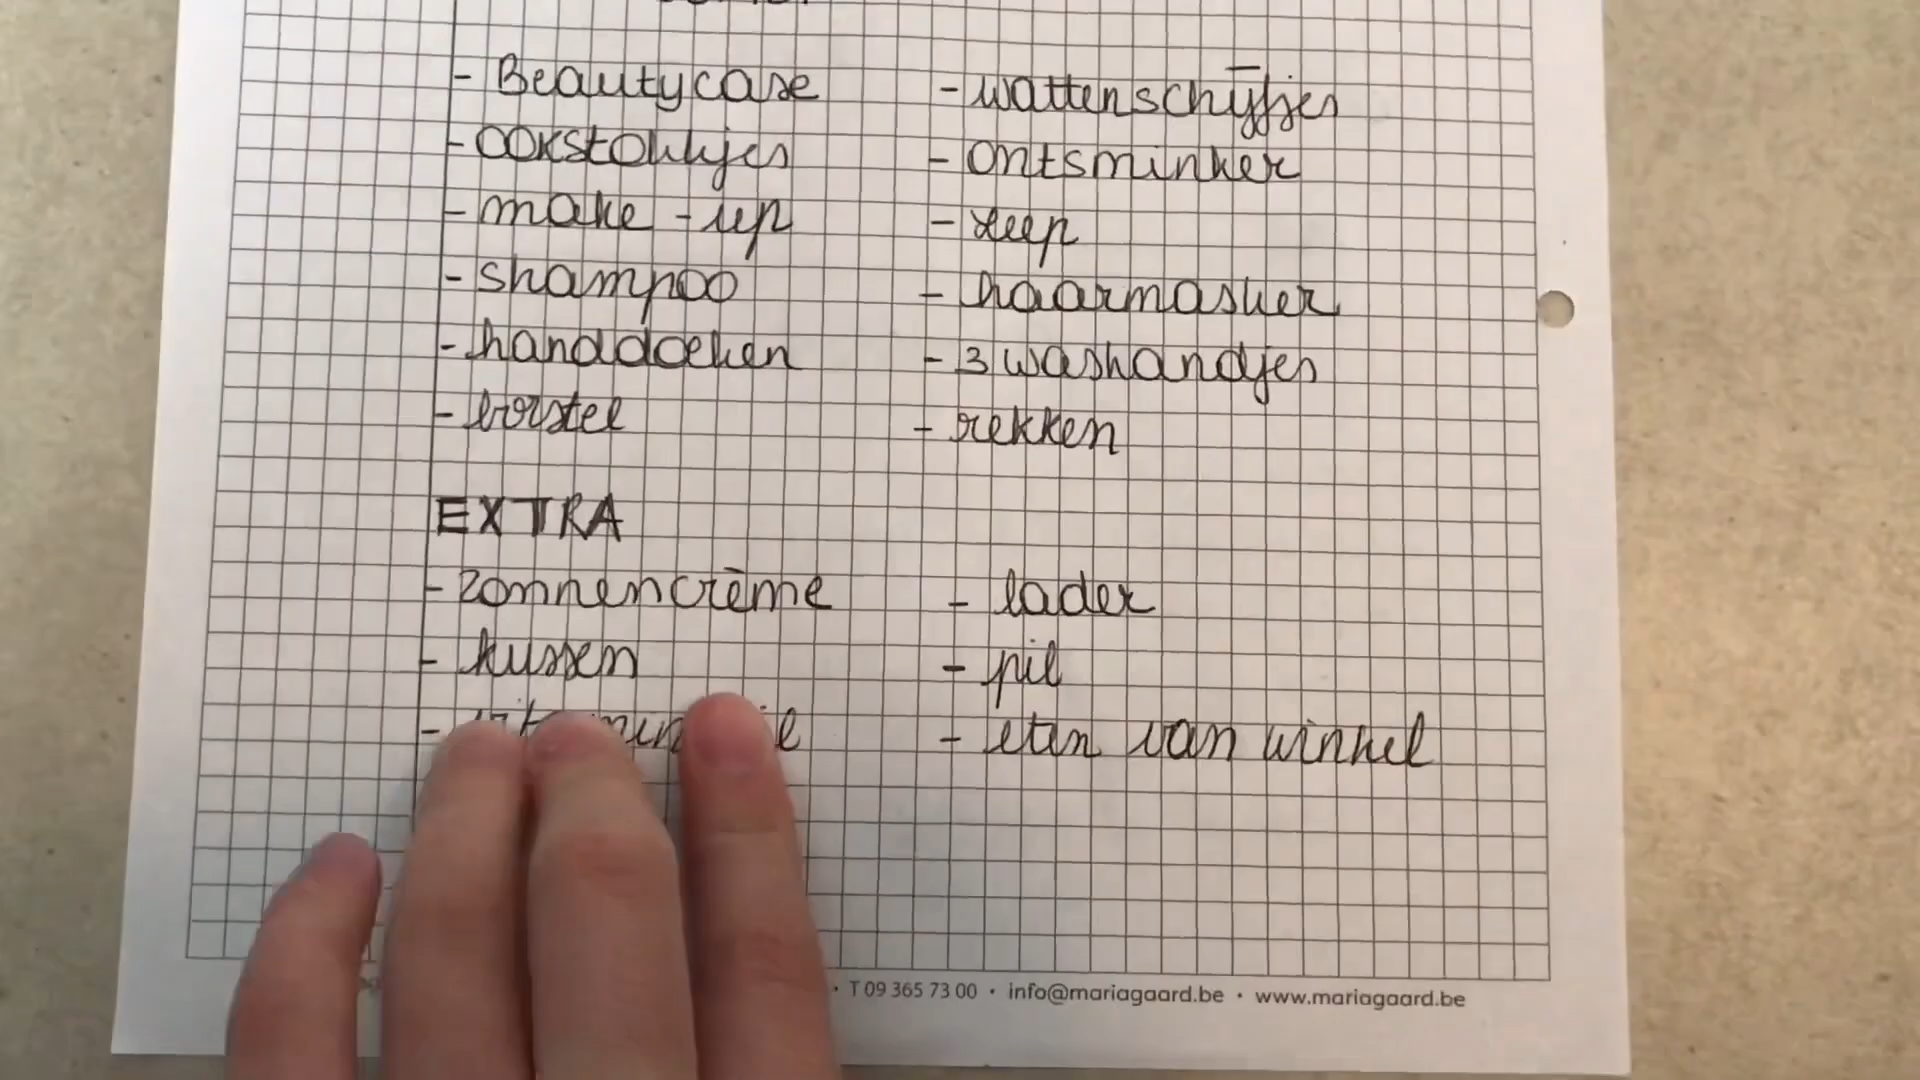 - Beautycase
- ookstokkjes
- make-up
- shampoo
- handdoeken
- borstel
- wattenschijfjes
- ontsminker
- zeep
- haarmasker
- 3 washandjes
- rekken
EXTRA
- zonnencrème
- kussen
- lader
- pil
- eten van winkel
• T 09 365 73 00 • info@mariagaard.be • www.mariagaard.be